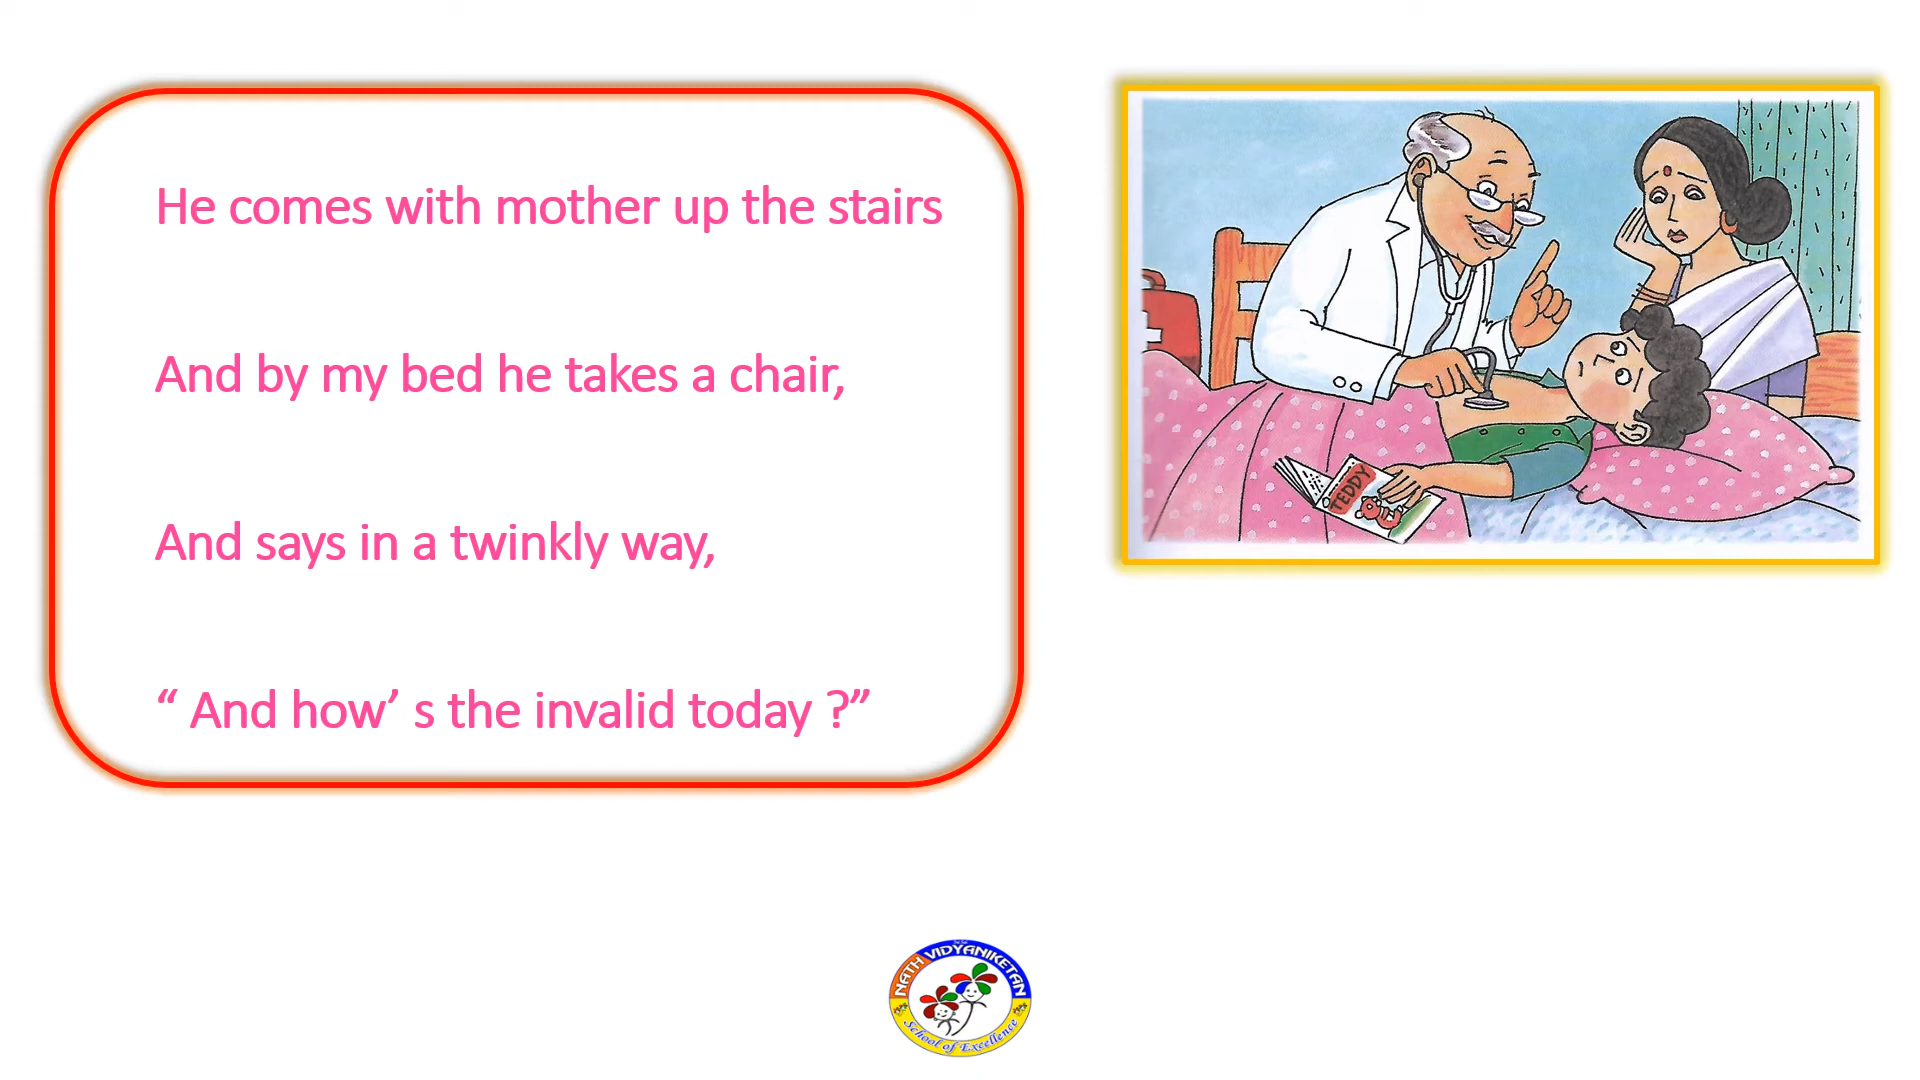 He comes with mother up the stairs
And by my bed he takes a chair,
And says in a twinkly way,
“ And how’ s the invalid today ?”
TEDDY
NATH VIDYANIKETAN
School of Excellence